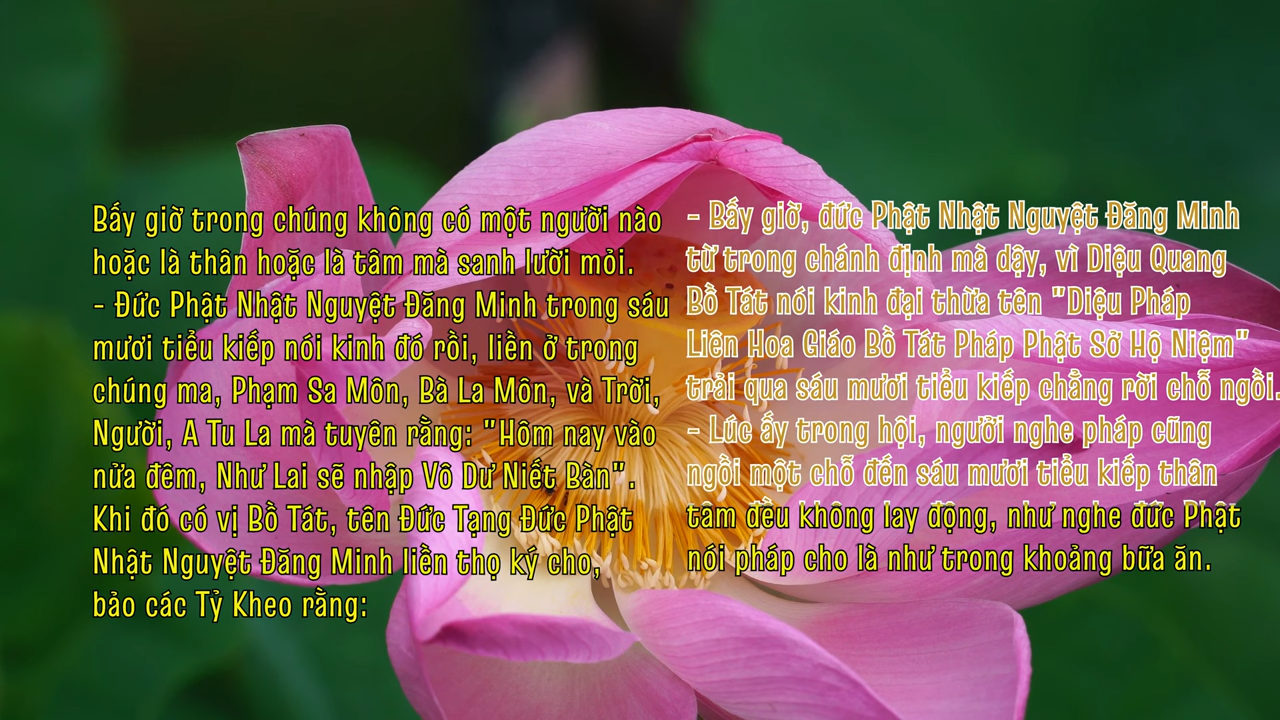 Bấy giờ trong chúng không có một người nào
hoặc là thân hoặc là tâm mà sanh lười mỏi.
- Đức Phật Nhật Nguyệt Đăng Minh trong sáu
mươi tiểu kiếp nói kinh đó rồi, liền ở trong
chúng ma, Phạm Sa Môn, Bà La Môn, và Trời,
Người, A Tu La mà tuyên rằng: "Hôm nay vào
nửa đêm, Như Lai sẽ nhập Vô Dư Niết Bàn".
Khi đó có vị Bồ Tát, tên Đức Tạng Đức Phật
Nhật Nguyệt Đăng Minh liền thọ ký cho,
bảo các Tỷ Kheo rằng:
- Bấy giờ, đức Phật Nhật Nguyệt Đăng Minh
từ trong chánh định mà dậy, vì Diệu Quang
Bồ Tát nói kinh đại thừa tên "Diệu Pháp
Liên Hoa Giáo Bồ Tát Pháp Phật Sở Hộ Niệm"
trải qua sáu mươi tiểu kiếp chẳng rời chỗ ngồi.
- Lúc ấy trong hội, người nghe pháp cũng
ngồi một chỗ đến sáu mươi tiểu kiếp thân
tâm đều không lay động, như nghe đức Phật
nói pháp cho là như trong khoảng bữa ăn.